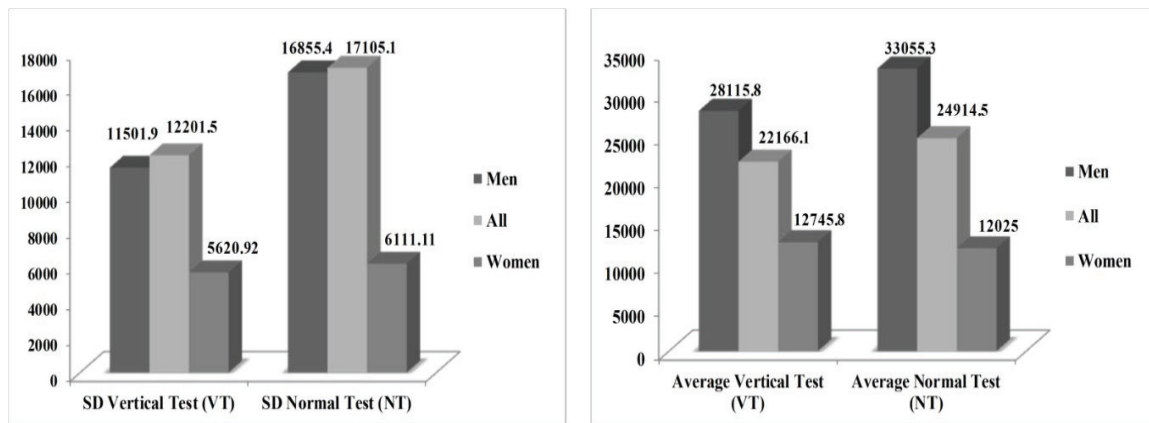 16855.4 17105.1
18000
16000
14000
11501.9 12201.5
12000
10000
Men
8000
All
5620.92
6111.11
6000
Women
4000
2000
0
SD Vertical Test (VT)
SD Normal Test (NT)
33055.3
35000
28115.8
30000
24914.5
22166.1
25000
20000
Men
12745.8
12025
15000
All
10000
Women
5000
0
Average Vertical Test
(VT)
Average Normal Test
(NT)